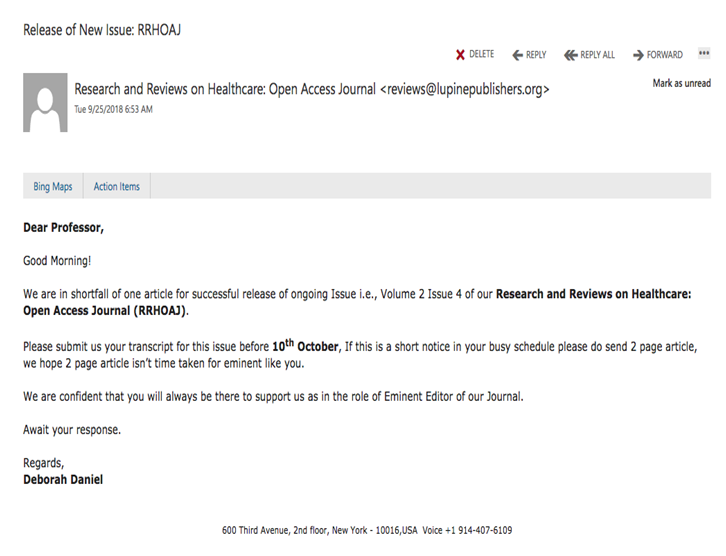 Release of New Issue: RRHOAJ
DELETE REPLY REPLY ALL FORWARD •••
Research and Reviews on Healthcare: Open Access Journal <reviews@lupinepublishers.org> Mark as unread
Tue 9/25/2018 6:53 AM
Bing Maps Action Items
Dear Professor,
Good Morning!
We are in shortfall of one article for successful release of ongoing Issue i.e., Volume 2 Issue 4 of our Research and Reviews on Healthcare:
Open Access Journal (RRHOAJ).
Please submit us your transcript for this issue before 10th October, If this is a short notice in your busy schedule please do send 2 page article,
we hope 2 page article isn't time taken for eminent like you.
We are confident that you will always be there to support us as in the role of Eminent Editor of our Journal.
Await your response.
Regards,
Deborah Daniel
600 Third Avenue, 2nd floor, New York - 10016,USA Voice +1 914-407-6109